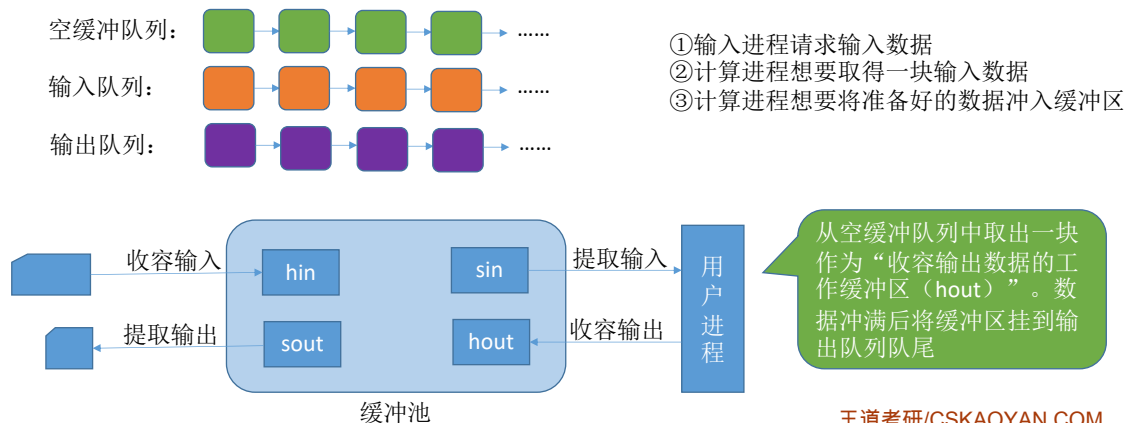 空缓冲队列：
……
输入队列：
……
输出队列：
……
①输入进程请求输入数据
②计算进程想要取得一块输入数据
③计算进程想要将准备好的数据冲入缓冲区
收容输入
hin
sin
提取输入
提取输出
sout
hout
收容输出
用
户
进
程
缓冲池
从空缓冲队列中取出一块
作为“收容输出数据的工
作缓冲区（hout）”。数
据冲满后将缓冲区挂到输
出队列队尾
王道考研/CSKAOYAN.COM